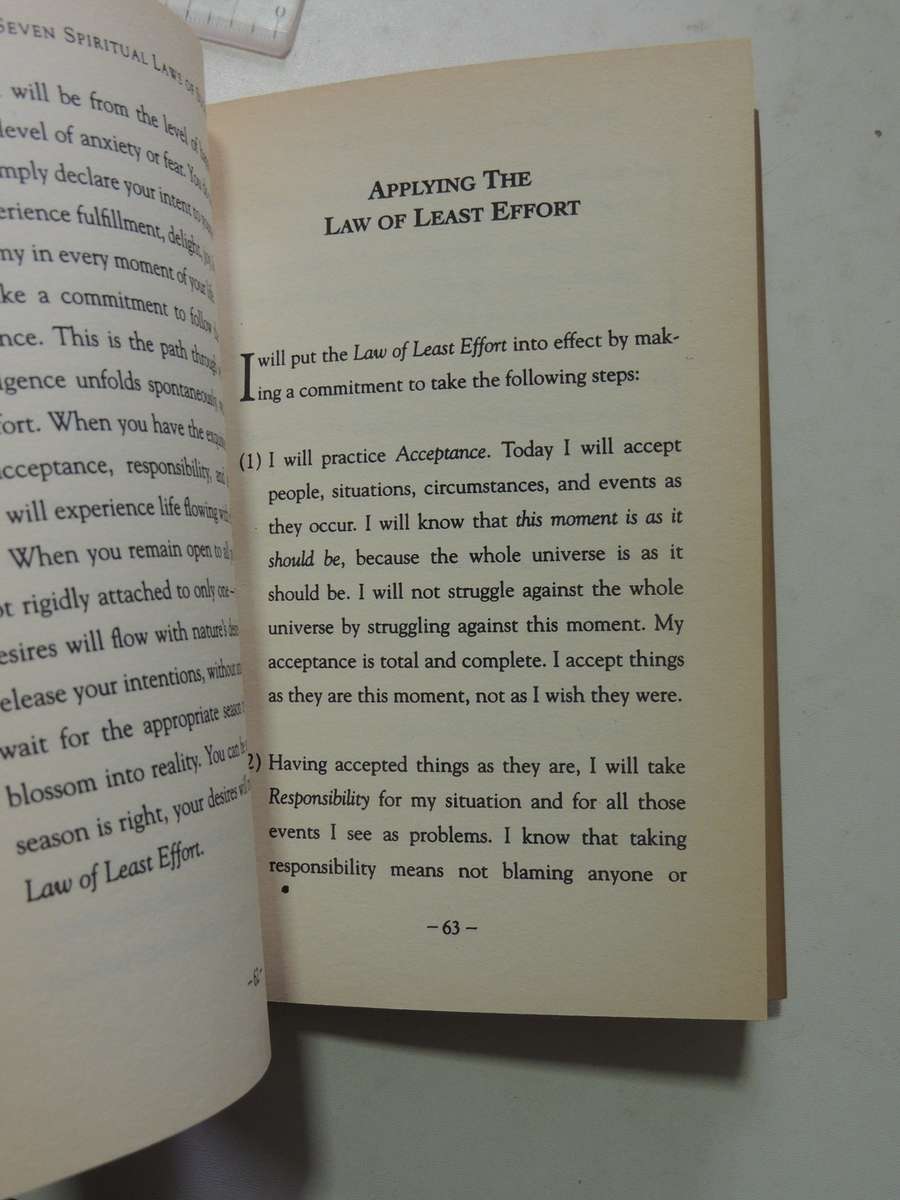 SEVEN SPIRITUAL LAWS OF
will be from the level of
level of anxiety or fear. You
mply declare your intent to
erience fulfillment, delight,
ny in every moment of your life.
ke a commitment to follow
nce. This is the path through
ligence unfolds spontaneously,
fort. When you have the
acceptance, responsibility, and
will experience life flowing with
When you remain open to all
ot rigidly attached to only one—
esires will flow with nature's
elease your intentions, without
wait for the appropriate season
blossom into reality. You can be
season is right, your desires
Law of Least Effort.
–62–
APPLYING THE
LAW OF LEAST EFFORT
I will put the Law of Least Effort into effect by mak-
ing a commitment to take the following steps:
(1) I will practice Acceptance. Today I will accept
people, situations, circumstances, and events as
they occur. I will know that this moment is as it
should be, because the whole universe is as it
should be. I will not struggle against the whole
universe by struggling against this moment. My
acceptance is total and complete. I accept things
as they are this moment, not as I wish they were.
2) Having accepted things as they are, I will take
Responsibility for my situation and for all those
events I see as problems. I know that taking
responsibility means not blaming anyone or
– 63 –